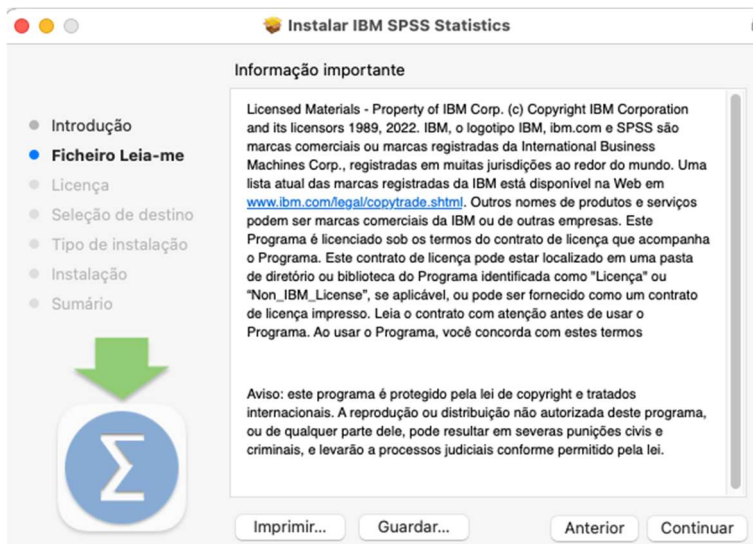 Instalar IBM SPSS Statistics
Informação importante
Introdução
Ficheiro Leia-me
Licença
Seleção de destino
Tipo de instalação
Instalação
Sumário
Licensed Materials - Property of IBM Corp. (c) Copyright IBM Corporation
and its licensors 1989, 2022. IBM, o logotipo IBM, ibm.com e SPSS são
marcas comerciais ou marcas registradas da International Business
Machines Corp., registradas em muitas jurisdições ao redor do mundo. Uma
lista atual das marcas registradas da IBM está disponível na Web em
www.ibm.com/legal/copytrade.shtml. Outros nomes de produtos e serviços
podem ser marcas comerciais da IBM ou de outras empresas. Este
Programa é licenciado sob os termos do contrato de licença que acompanha
o Programa. Este contrato de licença pode estar localizado em uma pasta
de diretório ou biblioteca do Programa identificada como "Licença" ou
“Non_IBM_License”, se aplicável, ou pode ser fornecido como um contrato
de licença impresso. Leia o contrato com atenção antes de usar o
Programa. Ao usar o Programa, você concorda com estes termos
Aviso: este programa é protegido pela lei de copyright e tratados
internacionais. A reprodução ou distribuição não autorizada deste programa,
ou de qualquer parte dele, pode resultar em severas punições civis e
criminais, e levarão a processos judiciais conforme permitido pela lei.
Σ
Imprimir... Guardar... Anterior Continuar